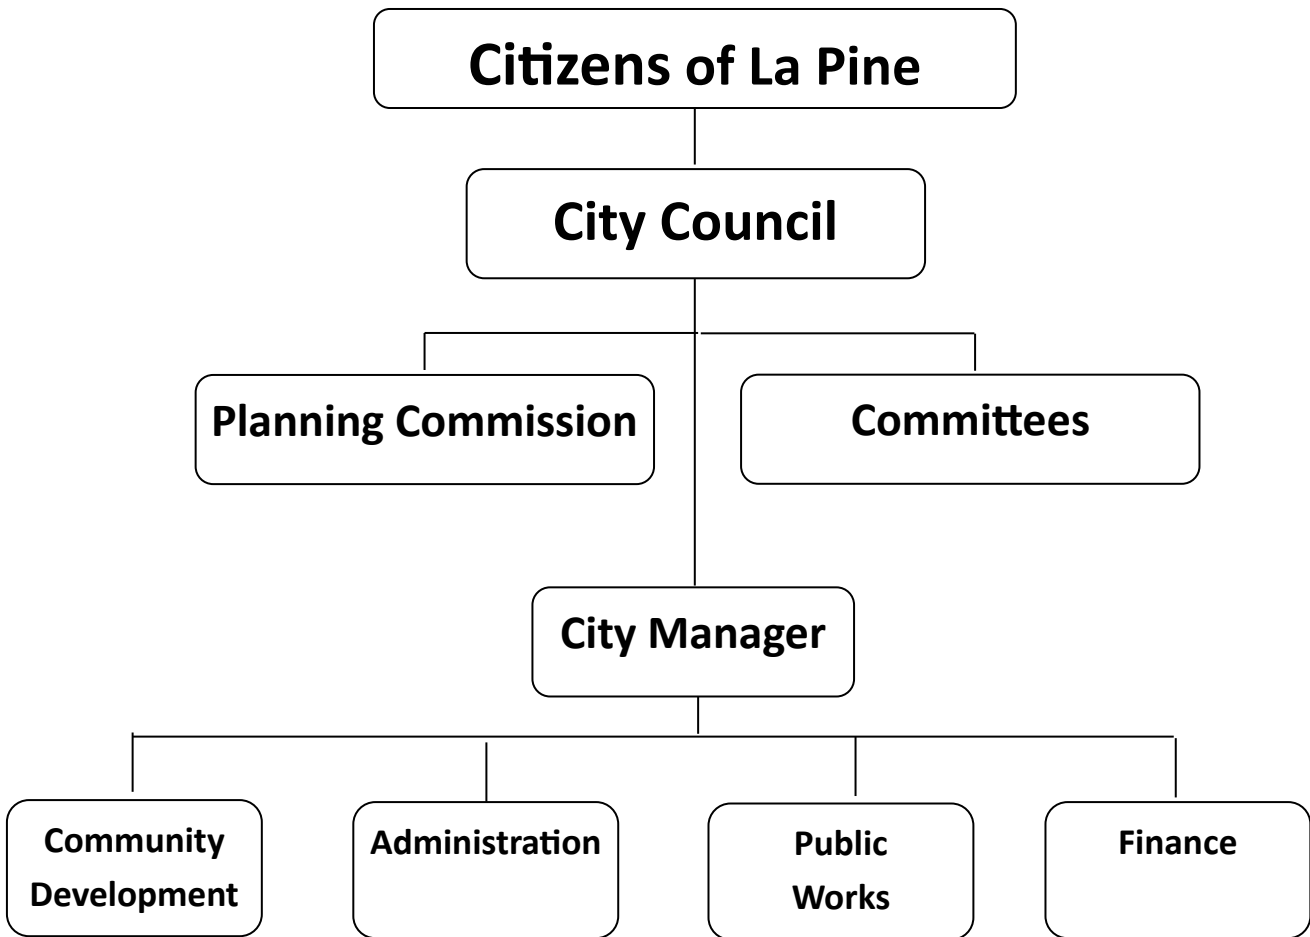 Citizens of La Pine
City Council
Planning Commission
Committees
City Manager
Community
Development
Administration
Public
Works
Finance